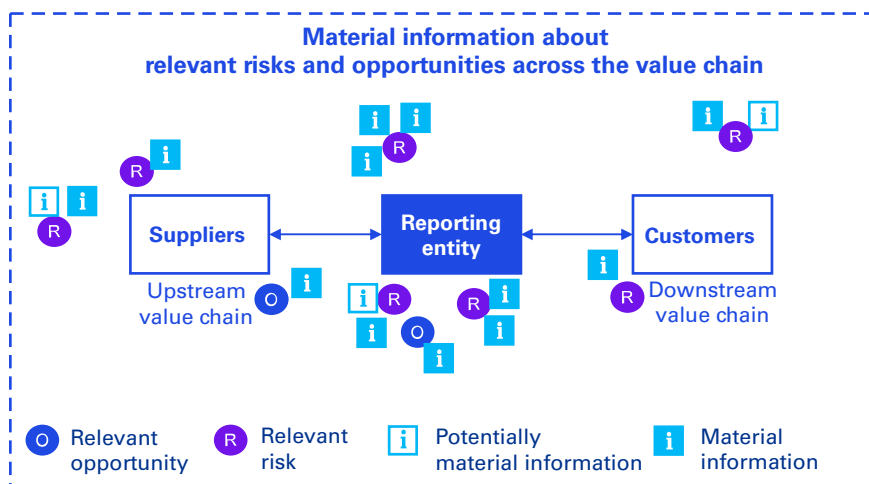 Material information about
relevant risks and opportunities across the value chain
i i
i i
i R
i R
R i
i i
R
Suppliers
Reporting
entity
Customers
i
Upstream
value chain
O i
i R
R i
R Downstream
value chain
i O i
i
O Relevant
opportunity
R Relevant
risk
i Potentially
material information
i Material
information